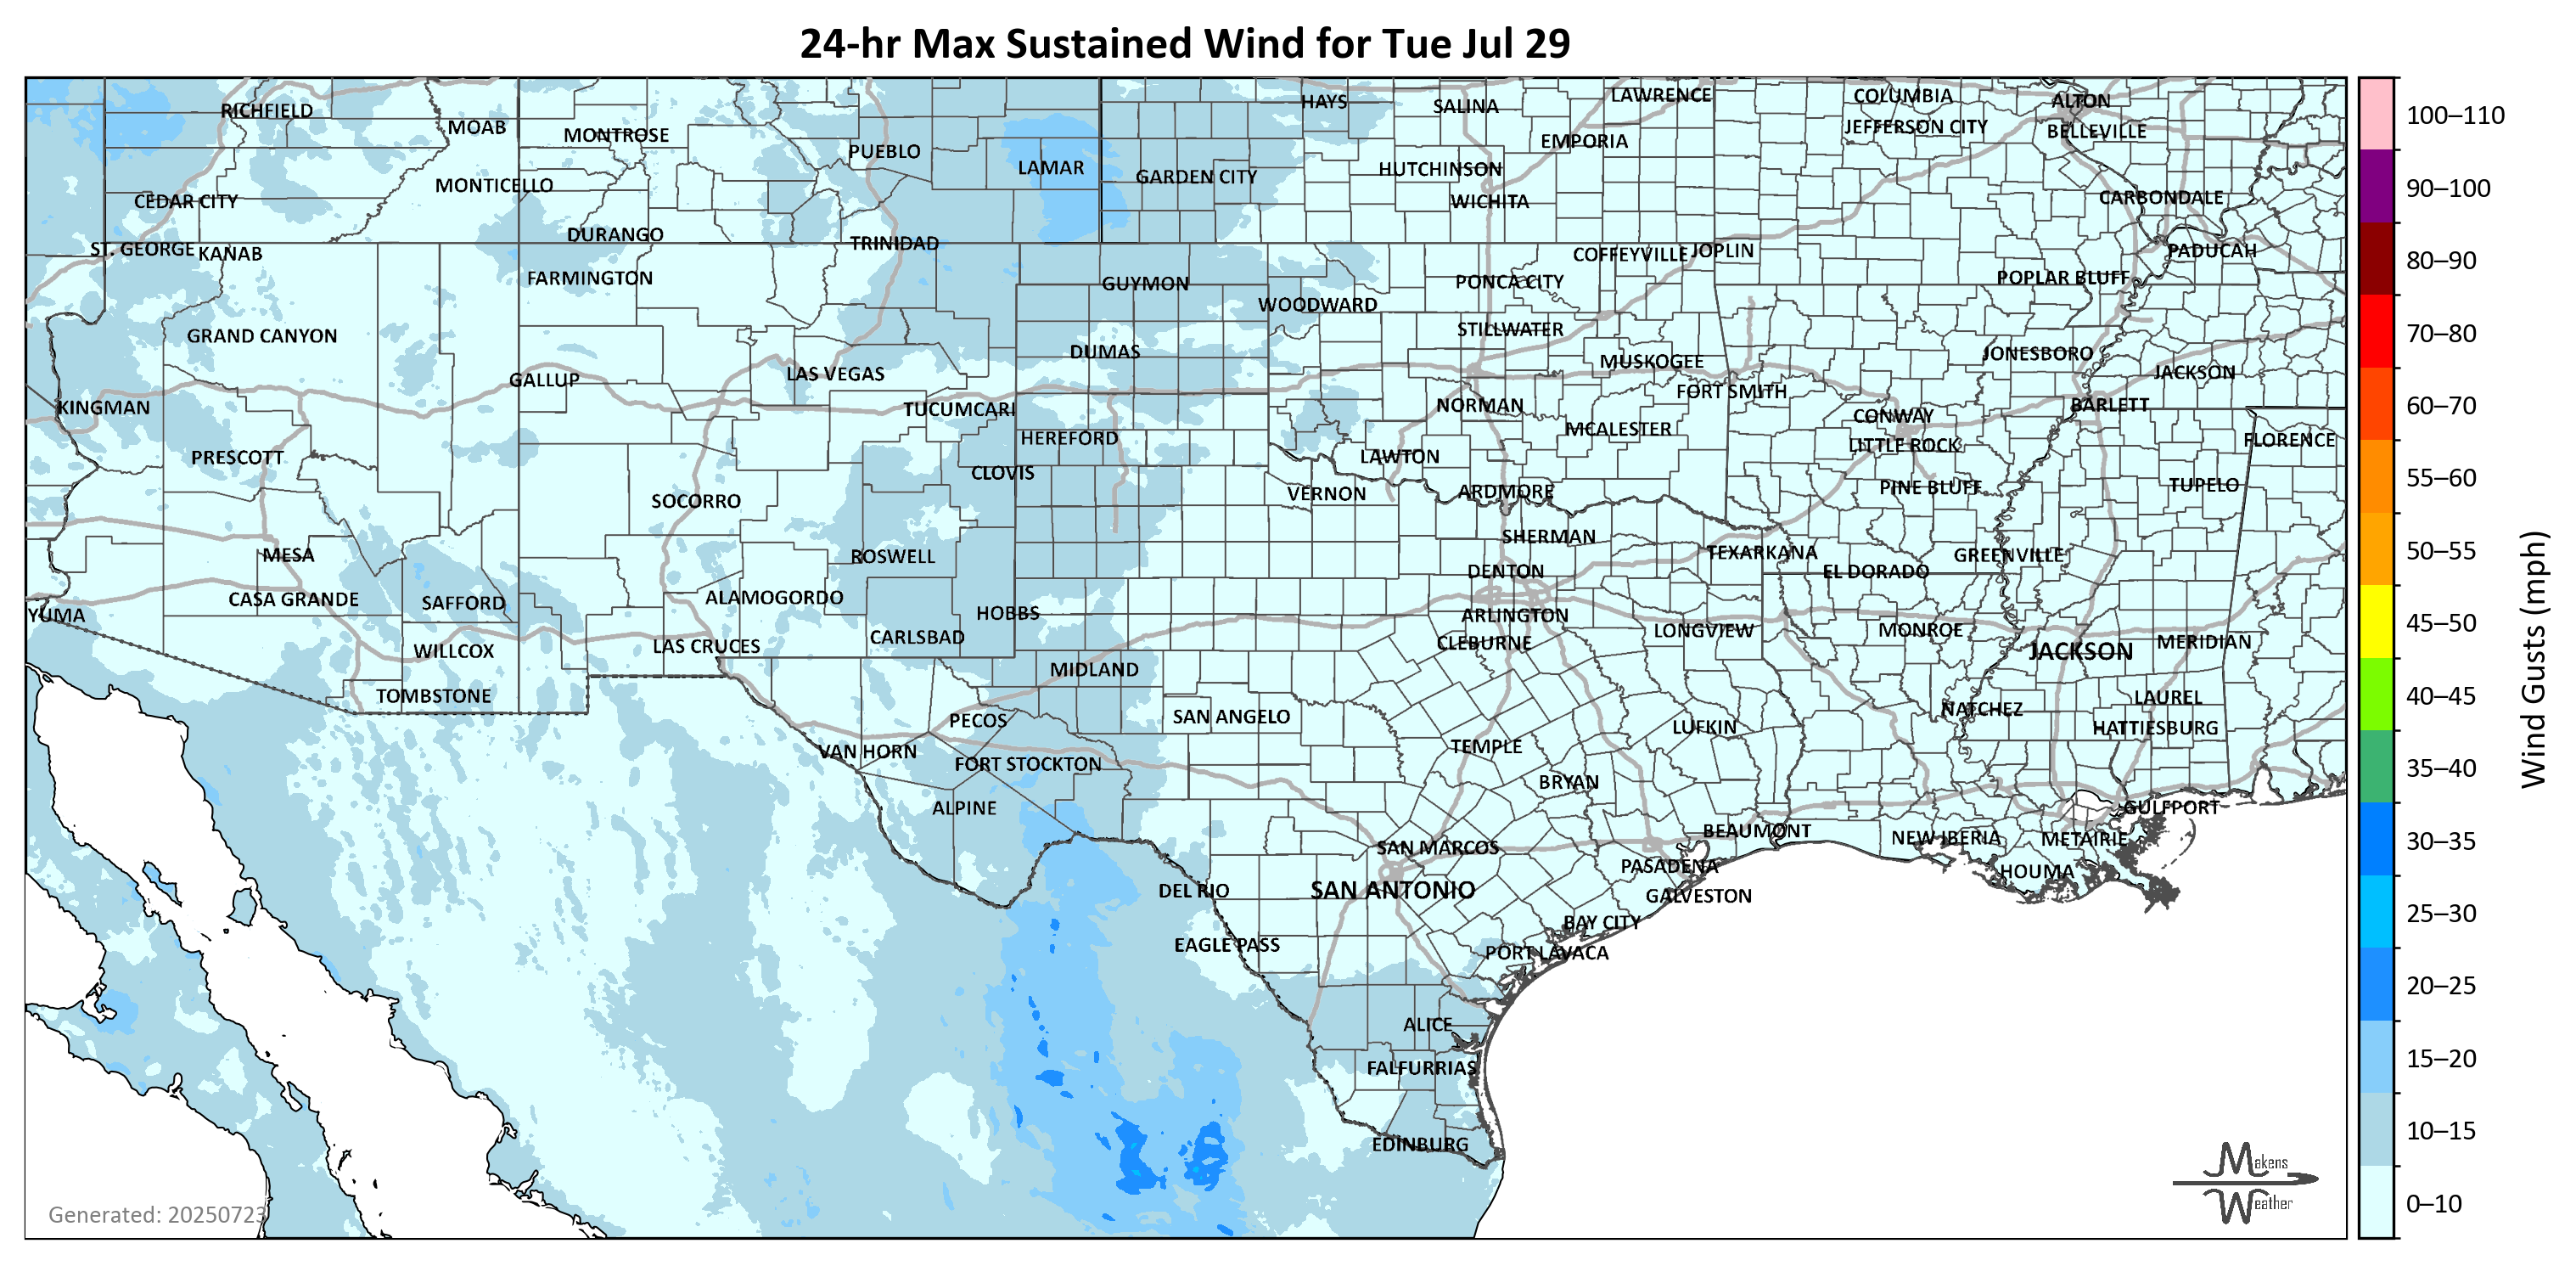 24-hr Max Sustained Wind for Tue Jul 29
HAYS
SALINA
LAWRENCE
COLUMBIA
ALTON
RICHFIELD
MOAB
MONTROSE
JEFFERSON CITY
BELLEVILLE
PUEBLO
EMPORIA
LAMAR
GARDEN CITY
HUTCHINSON
MONTICELLO
CEDAR CITY
WICHITA
CARBONDALE
DURANGO
TRINIDAD
ST. GEORGE
KANAB
COFFEYVILLE
JOPLIN
PADUCAH
FARMINGTON
GUYMON
PONCA CITY
POPLAR BLUFF
WOODWARD
GRAND CANYON
STILLWATER
DUMAS
MUSKOGEE
JONESBORO
GALLUP
LAS VEGAS
JACKSON
FORT SMITH
KINGMAN
TUCUMCARI
NORMAN
BARLETT
CONWAY
HEREFORD
MCALESTER
LITTLE ROCK
FLORENCE
PRESCOTT
CLOVIS
LAWTON
SOCORRO
VERNON
ARDMORE
PINE BLUFF
TUPELO
MESA
ROSWELL
SHERMAN
TEXARKANA
GREENVILLE
DENTON
EL DORADO
CASA GRANDE
SAFFORD
ALAMOGORDO
HOBBS
ARLINGTON
YUMA
WILLCOX
LAS CRUCES
CARLSBAD
CLEBURNE
LONGVIEW
MONROE
JACKSON
MERIDIAN
MIDLAND
TOMBSTONE
PECOS
SAN ANGELO
LUFKIN
NATCHEZ
LAUREL
HATTIESBURG
VAN HORN
FORT STOCKTON
TEMPLE
BRYAN
ALPINE
GULFPORT
BEAUMONT
NEW IBERIA
METAIRIE
SAN MARCOS
PASADENA
HOUMA
DEL RIO
SAN ANTONIO
GALVESTON
BAY CITY
EAGLE PASS
PORT LAVACA
ALICE
FALFURRIAS
EDINBURG
Generated: 20250723
Makens
Weather
100–110
90–100
80–90
70–80
60–70
55–60
50–55
45–50
40–45
35–40
30–35
25–30
20–25
15–20
10–15
0–10
Wind Gusts (mph)